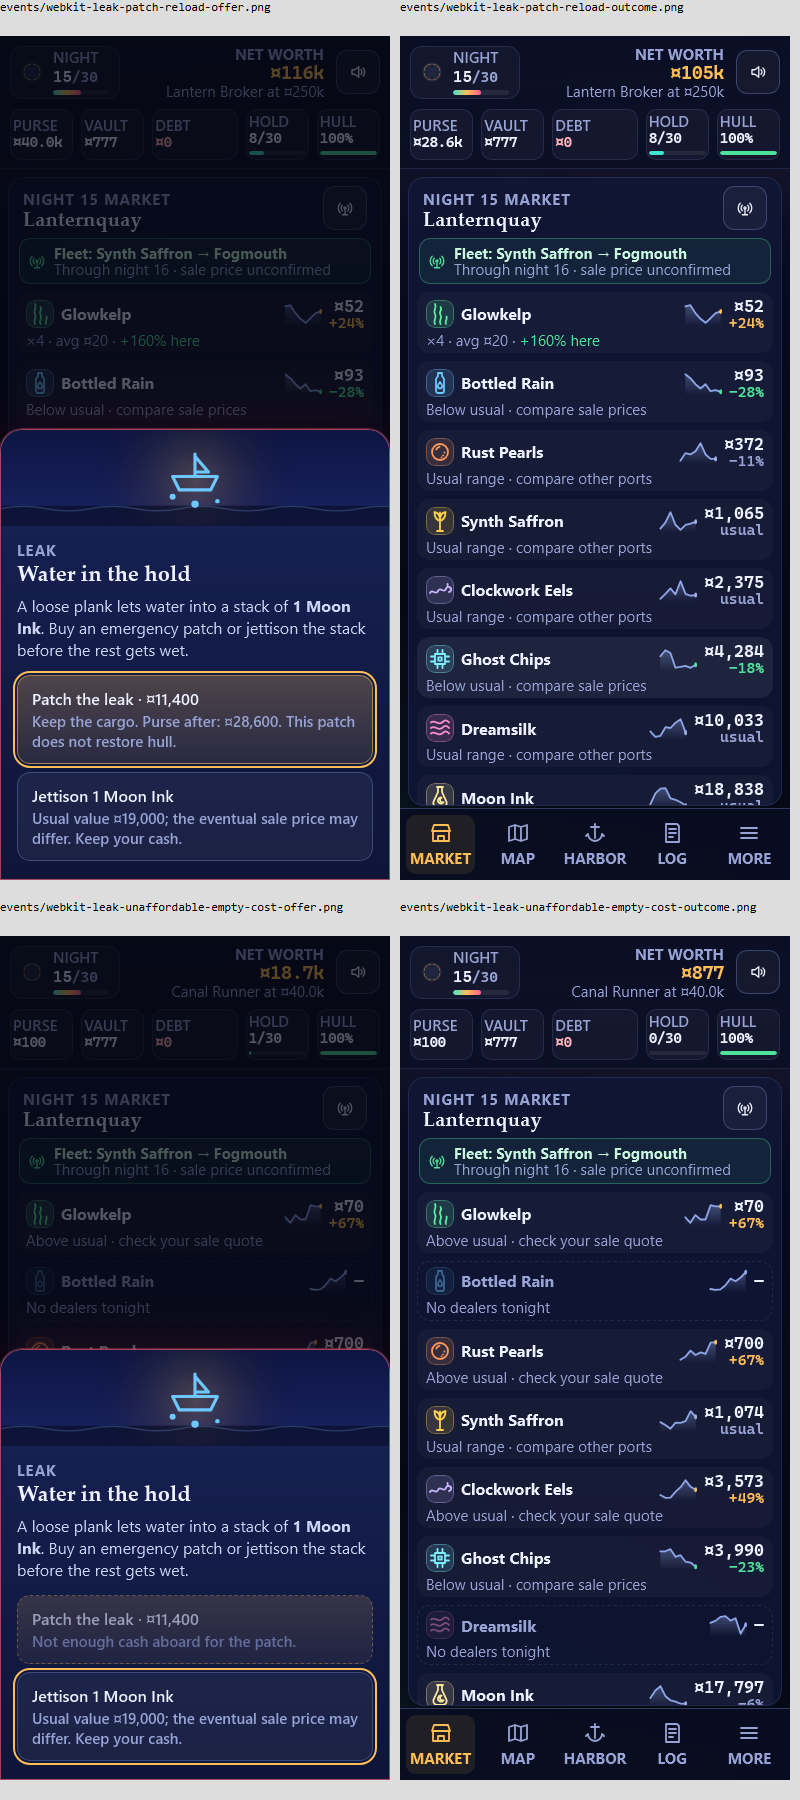 events/webkit-leak-patch-reload-offer.png
NIGHT
15/30
NET WORTH
¤116k
Lantern Broker at ¤250k
PURSE
¤40.0k
VAULT
¤777
DEBT
¤0
HOLD
8/30
HULL
100%
NIGHT 15 MARKET
Lanternquay
Fleet: Synth Saffron → Fogmouth
Through night 16 · sale price unconfirmed
Glowkelp
¤52
+24%
×4 · avg ¤20 · +160% here
Bottled Rain
¤93
−28%
Below usual · compare sale prices
LEAK
Water in the hold
A loose plank lets water into a stack of 1 Moon
Ink. Buy an emergency patch or jettison the stack
before the rest gets wet.
Patch the leak · ¤11,400
Keep the cargo. Purse after: ¤28,600. This patch
does not restore hull.
Jettison 1 Moon Ink
Usual value ¤19,000; the eventual sale price may
differ. Keep your cash.
events/webkit-leak-patch-reload-outcome.png
NIGHT
15/30
NET WORTH
¤105k
Lantern Broker at ¤250k
PURSE
¤28.6k
VAULT
¤777
DEBT
¤0
HOLD
8/30
HULL
100%
NIGHT 15 MARKET
Lanternquay
Fleet: Synth Saffron → Fogmouth
Through night 16 · sale price unconfirmed
Glowkelp
¤52
+24%
×4 · avg ¤20 · +160% here
Bottled Rain
¤93
−28%
Below usual · compare sale prices
Rust Pearls
¤372
−11%
Usual range · compare other ports
Synth Saffron
¤1,065
usual
Usual range · compare other ports
Clockwork Eels
¤2,375
usual
Usual range · compare other ports
Ghost Chips
¤4,284
−18%
Below usual · compare sale prices
Dreamsilk
¤10,033
usual
Usual range · compare other ports
Moon Ink
¤18,838
MARKET
MAP
HARBOR
LOG
MORE
events/webkit-leak-unaffordable-empty-cost-offer.png
NIGHT
15/30
NET WORTH
¤18.7k
Canal Runner at ¤40.0k
PURSE
¤100
VAULT
¤777
DEBT
¤0
HOLD
1/30
HULL
100%
NIGHT 15 MARKET
Lanternquay
Fleet: Synth Saffron → Fogmouth
Through night 16 · sale price unconfirmed
Glowkelp
¤70
+67%
Above usual · check your sale quote
Bottled Rain
–
No dealers tonight
Rust Pearls
¤700
LEAK
Water in the hold
A loose plank lets water into a stack of 1 Moon
Ink. Buy an emergency patch or jettison the stack
before the rest gets wet.
Patch the leak · ¤11,400
Not enough cash aboard for the patch.
Jettison 1 Moon Ink
Usual value ¤19,000; the eventual sale price may
differ. Keep your cash.
events/webkit-leak-unaffordable-empty-cost-outcome.png
NIGHT
15/30
NET WORTH
¤877
Canal Runner at ¤40.0k
PURSE
¤100
VAULT
¤777
DEBT
¤0
HOLD
0/30
HULL
100%
NIGHT 15 MARKET
Lanternquay
Fleet: Synth Saffron → Fogmouth
Through night 16 · sale price unconfirmed
Glowkelp
¤70
+67%
Above usual · check your sale quote
Bottled Rain
–
No dealers tonight
Rust Pearls
¤700
+67%
Above usual · check your sale quote
Synth Saffron
¤1,074
usual
Usual range · compare other ports
Clockwork Eels
¤3,573
+49%
Above usual · check your sale quote
Ghost Chips
¤3,990
−23%
Below usual · compare sale prices
Dreamsilk
–
No dealers tonight
Moon Ink
¤17,797
−6%
MARKET
MAP
HARBOR
LOG
MORE